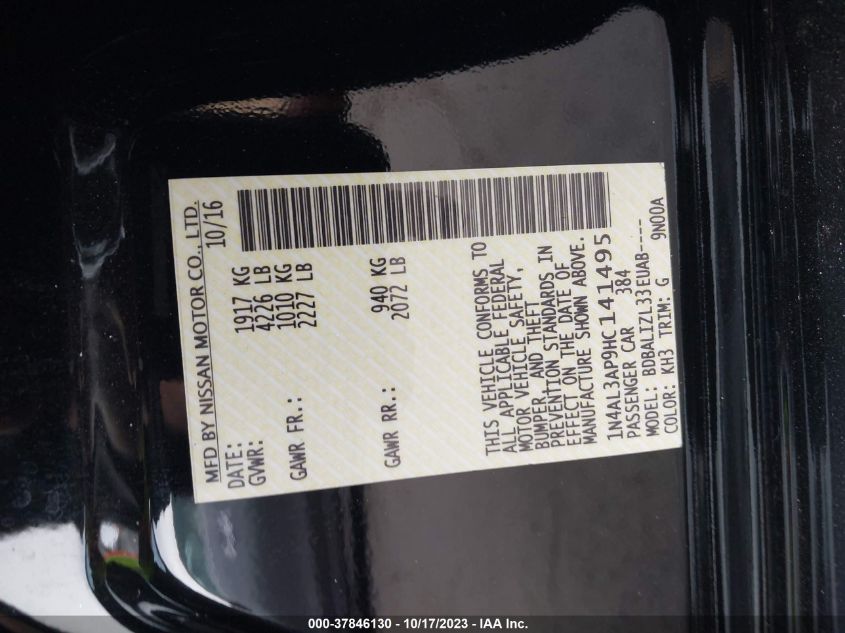 MFD BY NISSAN MOTOR CO., LTD.
DATE: 10/16
GVWR: 1917 KG
4226 LB
GAWR FR.: 1010 KG
2227 LB
GAWR RR.: 940 KG
2072 LB
THIS VEHICLE CONFORMS TO
ALL APPLICABLE FEDERAL
MOTOR VEHICLE SAFETY,
BUMPER, AND THEFT
PREVENTION STANDARDS IN
EFFECT ON THE DATE OF
MANUFACTURE SHOWN ABOVE.
1N4AL3AP9HC141495
PASSENGER CAR 384
MODEL: BDBALIZL33EUAB----
COLOR: KH3 TRIM: G 9N00A
000-37846130 - 10/17/2023 - IAA Inc.